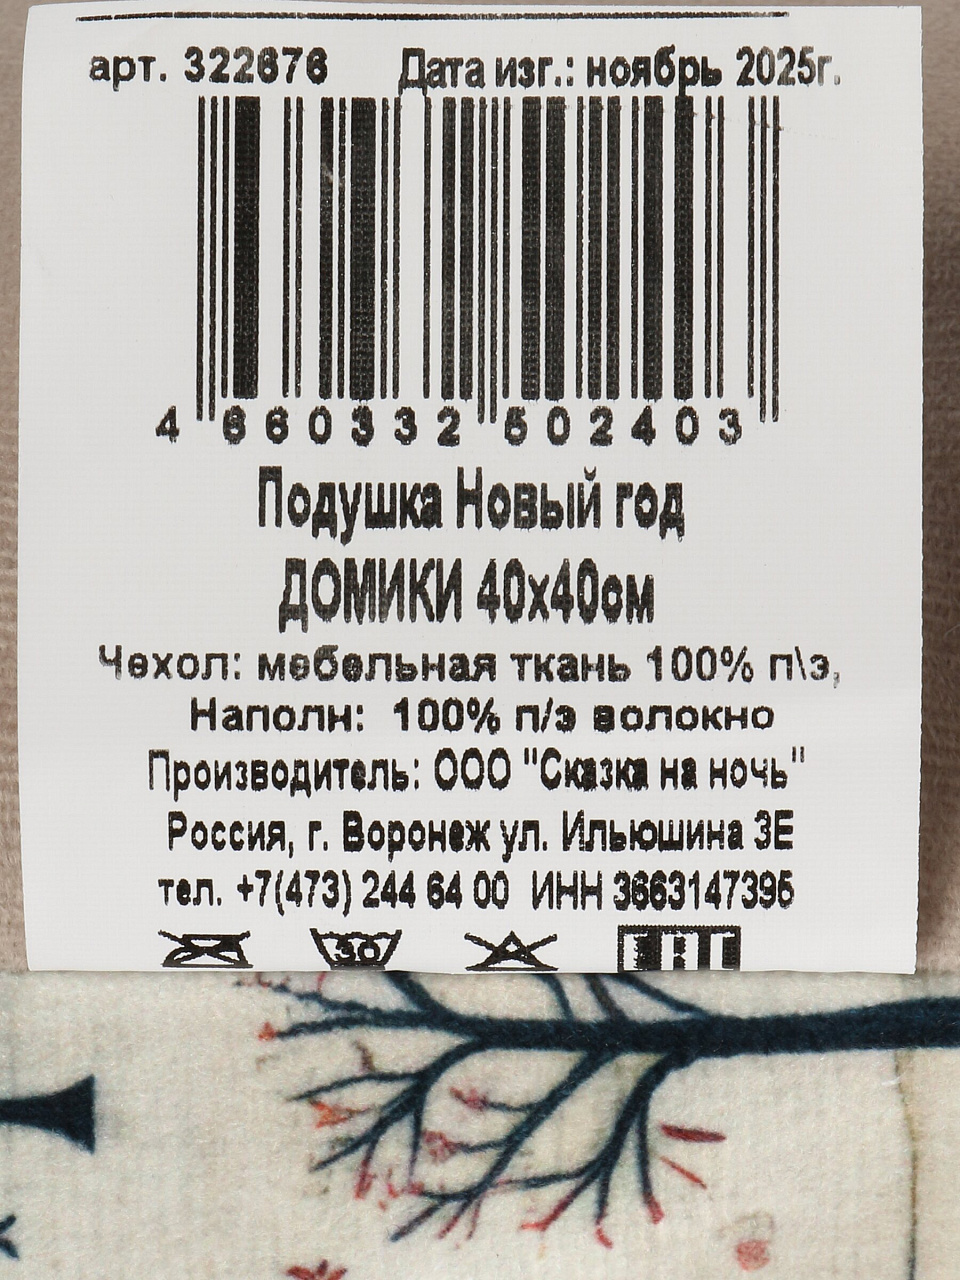 арт. 322676 Дата изг.: ноябрь 2025г.
4 660332 502403
Подушка Новый год
ДОМИКИ 40х40см
Чехол: мебельная ткань 100% п\э,
Наполн: 100% п/э волокно
Производитель: ООО "Сказка на ночь"
Россия, г. Воронеж ул. Ильюшина 3Е
тел. +7(473) 244 64 00 ИНН 3663147395
30 EAC